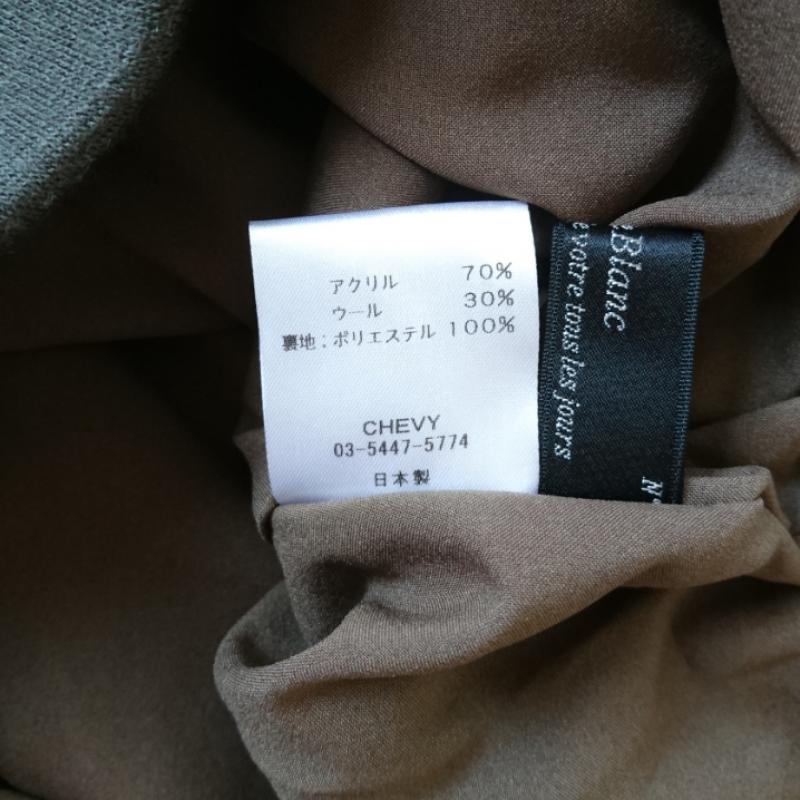 アクリル 70%
ウール 30%
裏地:ポリエステル 100%
CHEVY
03-5447-5774
日本製
Blanc
votre tous les jours